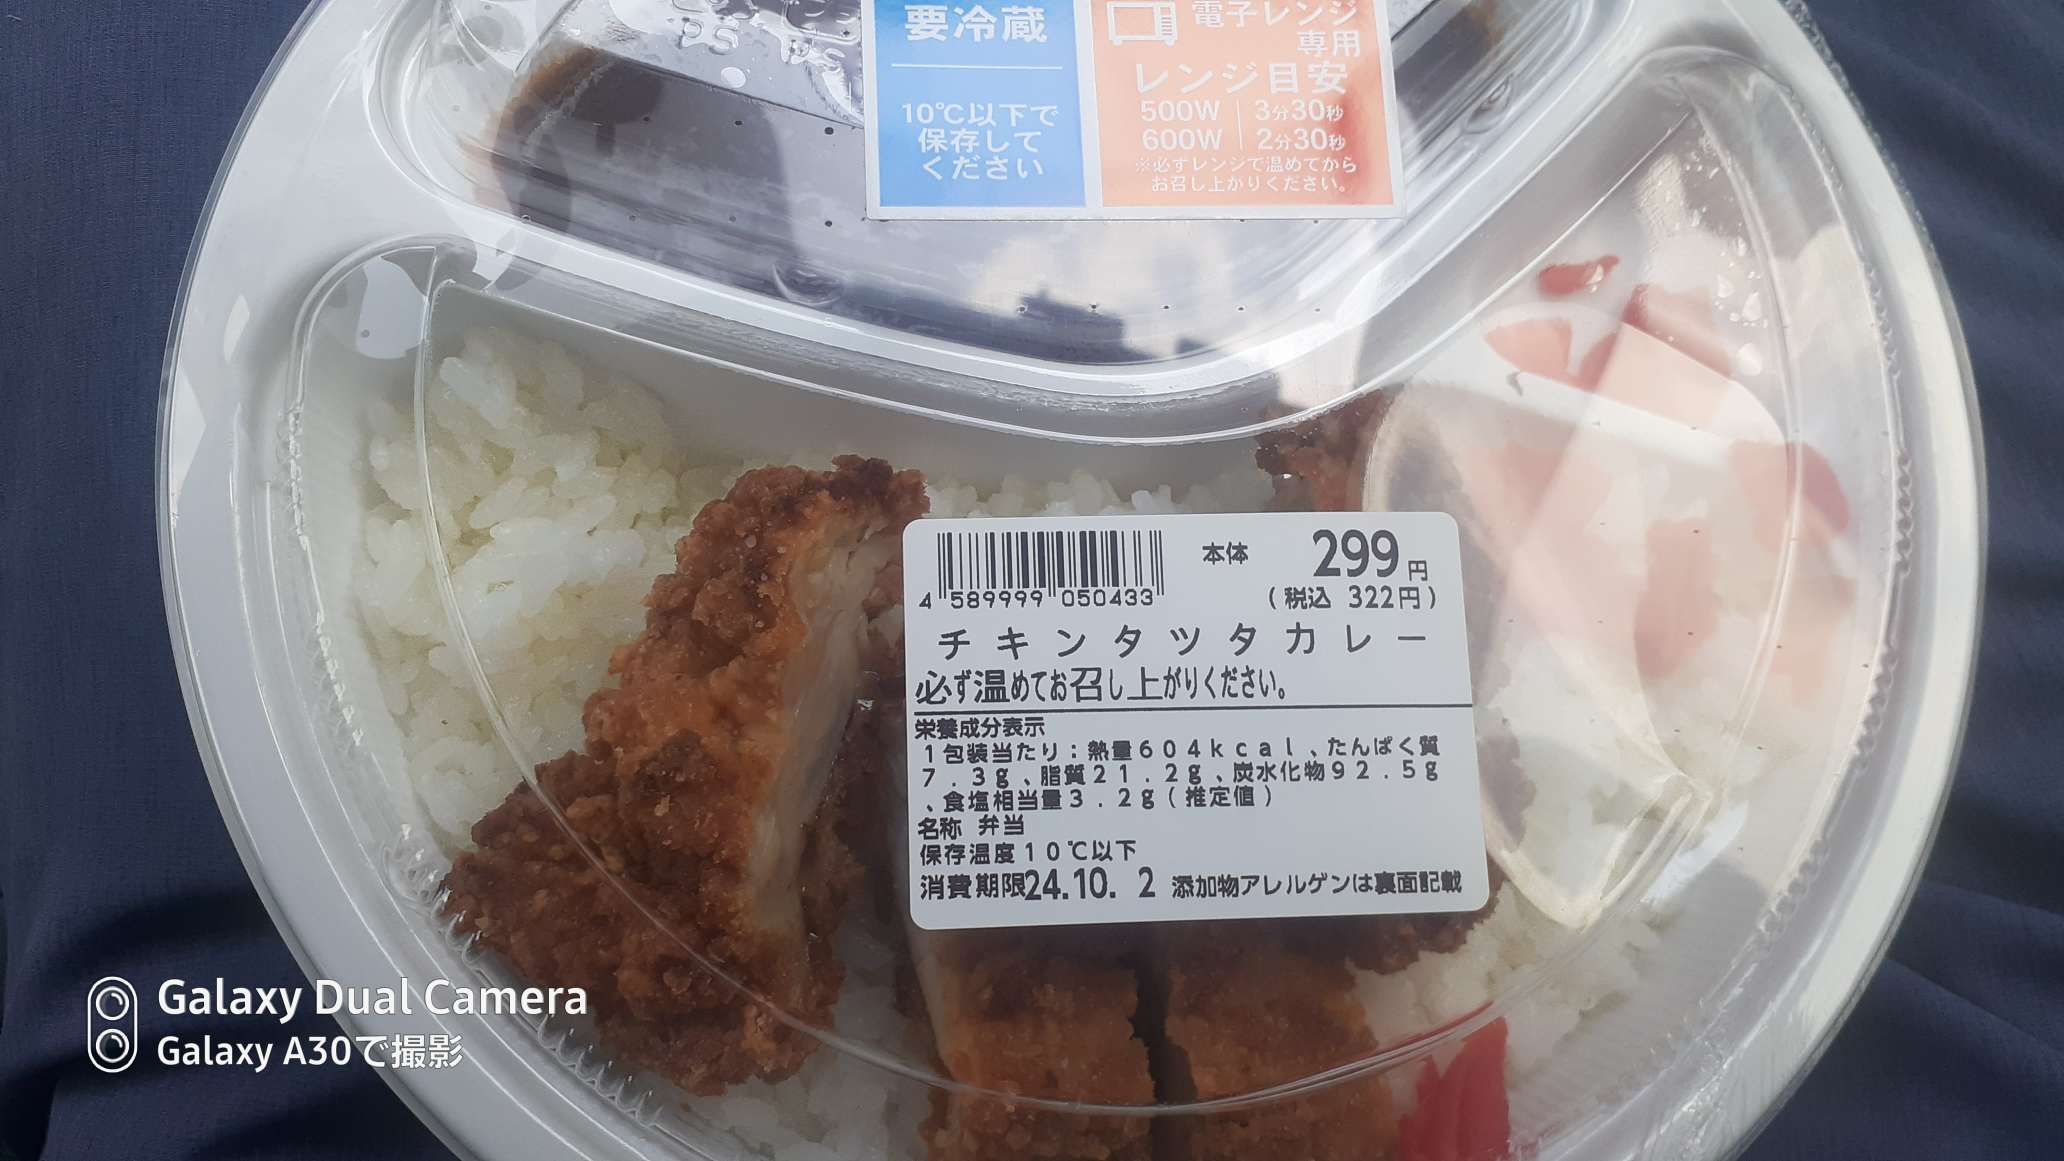 要冷蔵
10℃以下で
保存して
ください
電子レンジ
専用
レンジ目安
500W 3分30秒
600W 2分30秒
※必ずレンジで温めてから
お召し上がりください。
本体 299円
(税込 322円)
4 589999 050433
チキンタツタカレー
必ず温めてお召し上がりください。
栄養成分表示
1包装当たり:熱量604kcal、たんぱく質
7.3g、脂質21.2g、炭水化物92.5g
、食塩相当量3.2g(推定値)
名称 弁当
保存温度10℃以下
消費期限24.10. 2 添加物アレルゲンは裏面記載
Galaxy Dual Camera
Galaxy A30で撮影